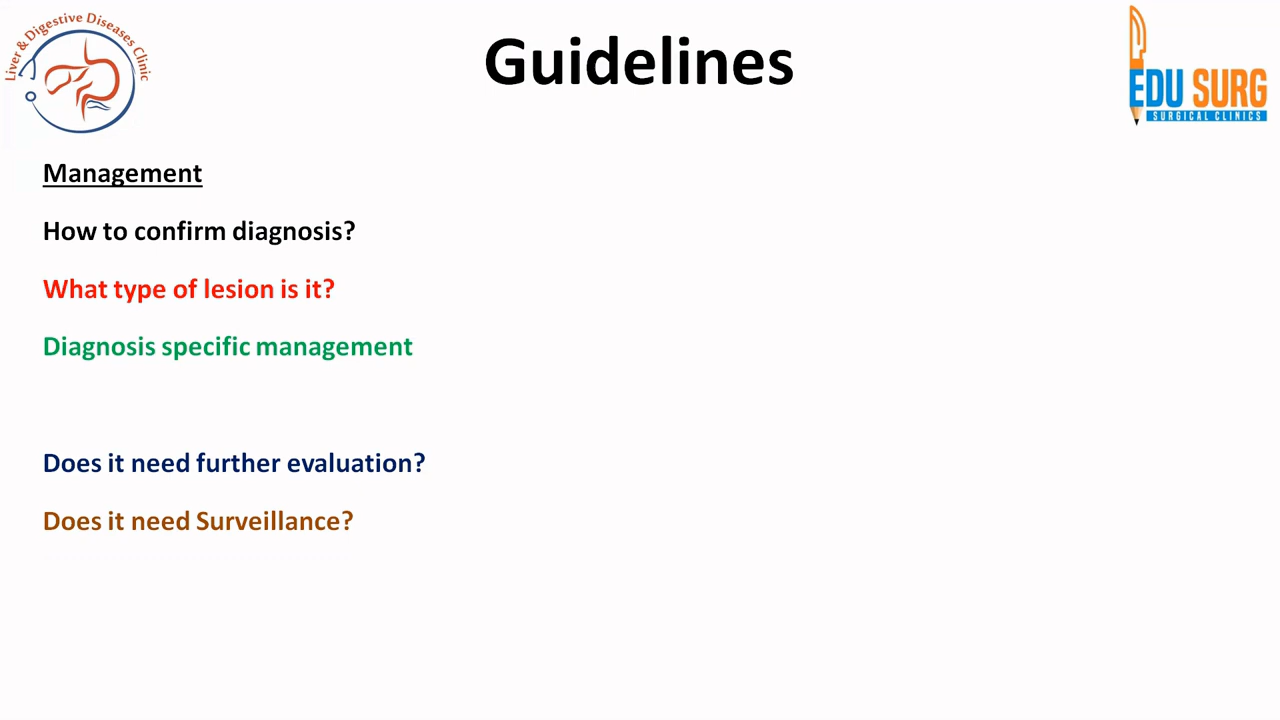 Liver & Digestive Diseases Clinic
Guidelines
EDU SURG
SURGICAL CLINICS
Management
How to confirm diagnosis?
What type of lesion is it?
Diagnosis specific management
Does it need further evaluation?
Does it need Surveillance?